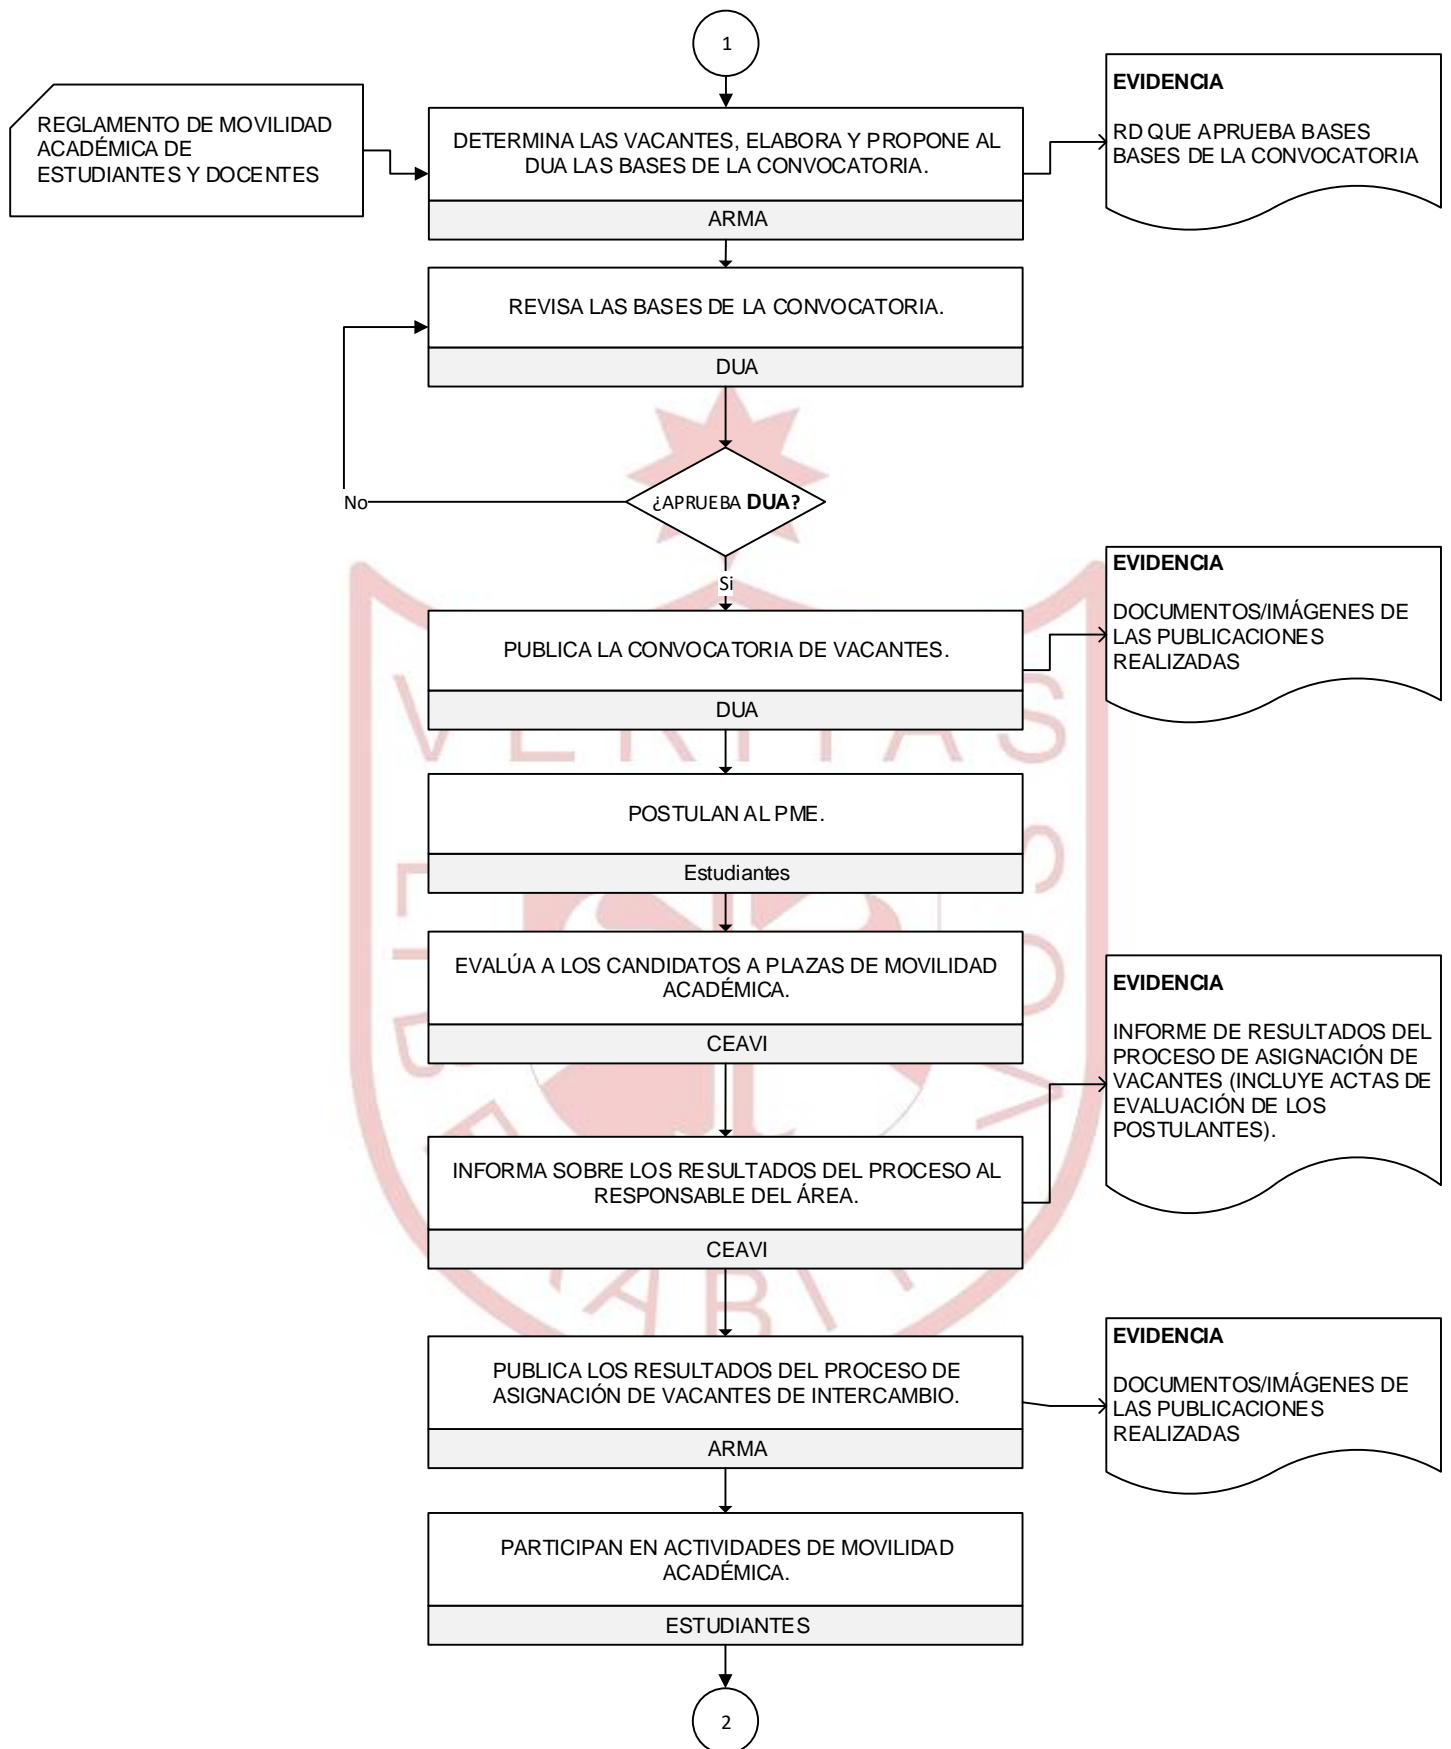 1
REGLAMENTO DE MOVILIDAD
ACADÉMICA DE
ESTUDIANTES Y DOCENTES
DETERMINA LAS VACANTES, ELABORA Y PROPONE AL
DUA LAS BASES DE LA CONVOCATORIA.
ARMA
EVIDENCIA
RD QUE APRUEBA BASES
BASES DE LA CONVOCATORIA
REVISA LAS BASES DE LA CONVOCATORIA.
DUA
¿APRUEBA DUA?
No
Si
PUBLICA LA CONVOCATORIA DE VACANTES.
DUA
EVIDENCIA
DOCUMENTOS/IMÁGENES DE
LAS PUBLICACIONES
REALIZADAS
POSTULAN AL PME.
Estudiantes
EVALÚA A LOS CANDIDATOS A PLAZAS DE MOVILIDAD
ACADÉMICA.
CEAVI
INFORMA SOBRE LOS RESULTADOS DEL PROCESO AL
RESPONSABLE DEL ÁREA.
CEAVI
EVIDENCIA
INFORME DE RESULTADOS DEL
PROCESO DE ASIGNACIÓN DE
VACANTES (INCLUYE ACTAS DE
EVALUACIÓN DE LOS
POSTULANTES).
PUBLICA LOS RESULTADOS DEL PROCESO DE
ASIGNACIÓN DE VACANTES DE INTERCAMBIO.
ARMA
EVIDENCIA
DOCUMENTOS/IMÁGENES DE
LAS PUBLICACIONES
REALIZADAS
PARTICIPAN EN ACTIVIDADES DE MOVILIDAD
ACADÉMICA.
ESTUDIANTES
2
VERITAS